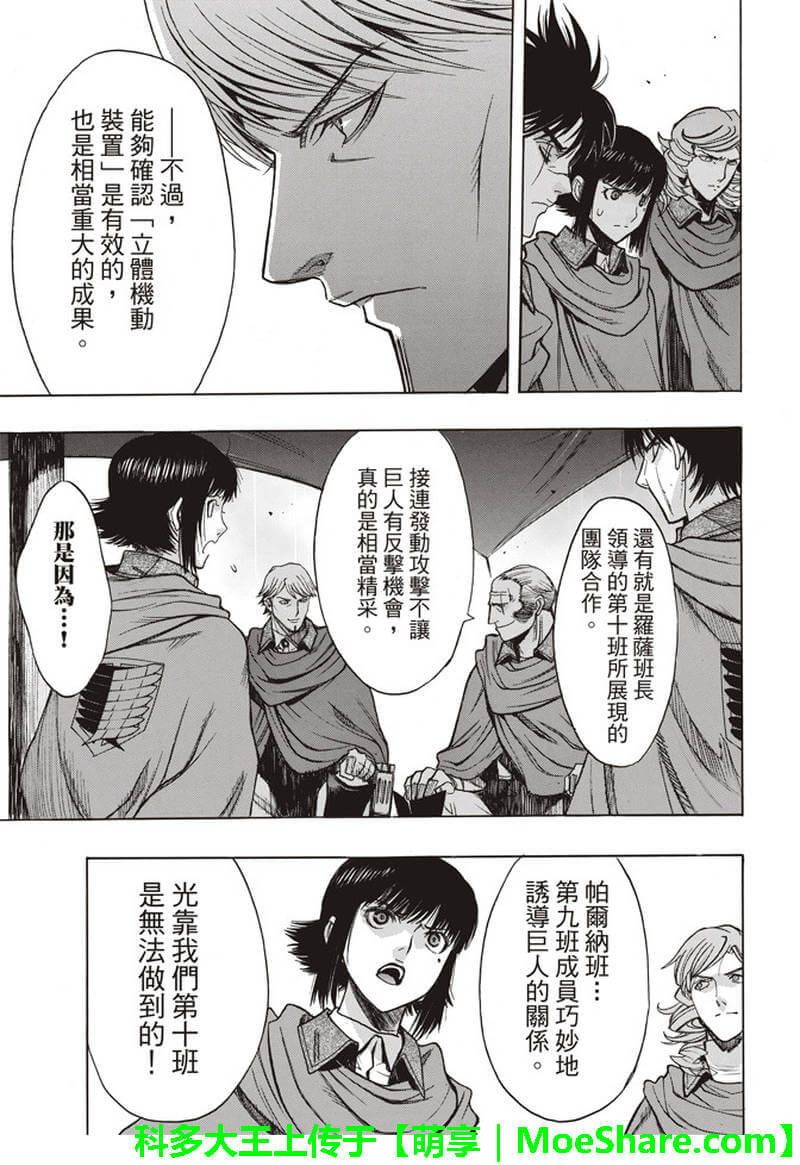 ——不過，
能夠確認「立體機動
裝置」是有效的，
也是相當重大的成果。
還有就是羅薩班長
領導的第十班所展現的
團隊合作。
接連發動攻擊不讓
巨人有反擊機會，
真的是相當精采。
那是因為…！
帕爾納班…
第九班成員巧妙地
誘導巨人的關係。
光靠我們第十班
是無法做到的！
科多大王上传于【萌享｜MoeShare.com】